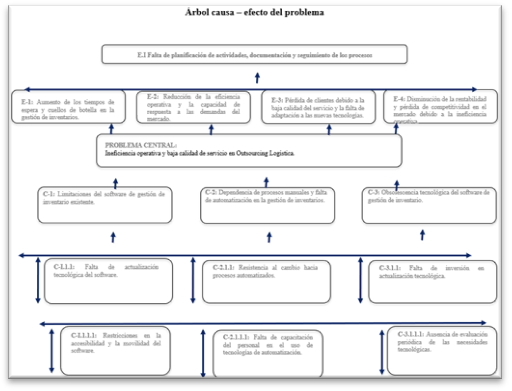 Árbol causa – efecto del problema
E.1 Falta de planificación de actividades, documentación y seguimiento de los procesos
E-1: Aumento de los tiempos de
espera y cuellos de botella en la
gestión de inventarios.
E-2: Reducción de la eficiencia
operativa y la capacidad de
respuesta a las demandas del
mercado.
E-3: Pérdida de clientes debido a la
baja calidad del servicio y la falta de
adaptación a las nuevas tecnologías.
E-4: Disminución de la rentabilidad
y pérdida de competitividad en el
mercado debido a la ineficiencia
operativa
PROBLEMA CENTRAL:
Ineficiencia operativa y baja calidad de servicio en Outsourcing Logística.
C-1: Limitaciones del software de gestión de
inventario existente.
C-2: Dependencia de procesos manuales y falta
de automatización en la gestión de inventarios.
C-3: Obsolescencia tecnológica del software de
gestión de inventario.
C-1.1.1: Falta de actualización
tecnológica del software.
C-2.1.1: Resistencia al cambio hacia
procesos automatizados.
C-3.1.1: Falta de inversión en
actualización tecnológica.
C-1.1.1.1: Restricciones en la
accesibilidad y la movilidad del
software.
C-2.1.1.1: Falta de capacitación
del personal en el uso de
tecnologías de automatización.
C-3.1.1.1: Ausencia de evaluación
periódica de las necesidades
tecnológicas.